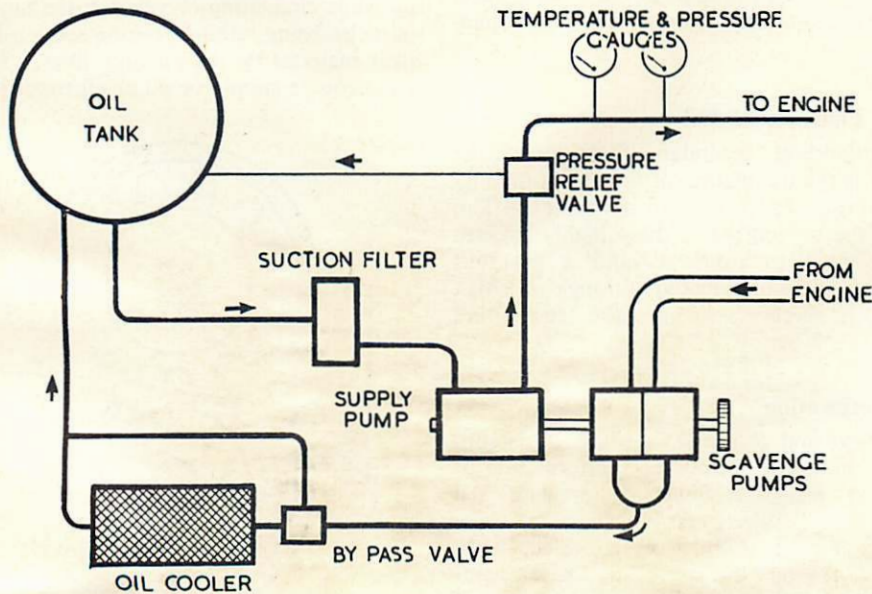 TEMPERATURE & PRESSURE
GAUGES
OIL
TANK
TO ENGINE
PRESSURE
RELIEF
VALVE
SUCTION FILTER
FROM
ENGINE
SUPPLY
PUMP
SCAVENGE
PUMPS
BY PASS VALVE
OIL COOLER